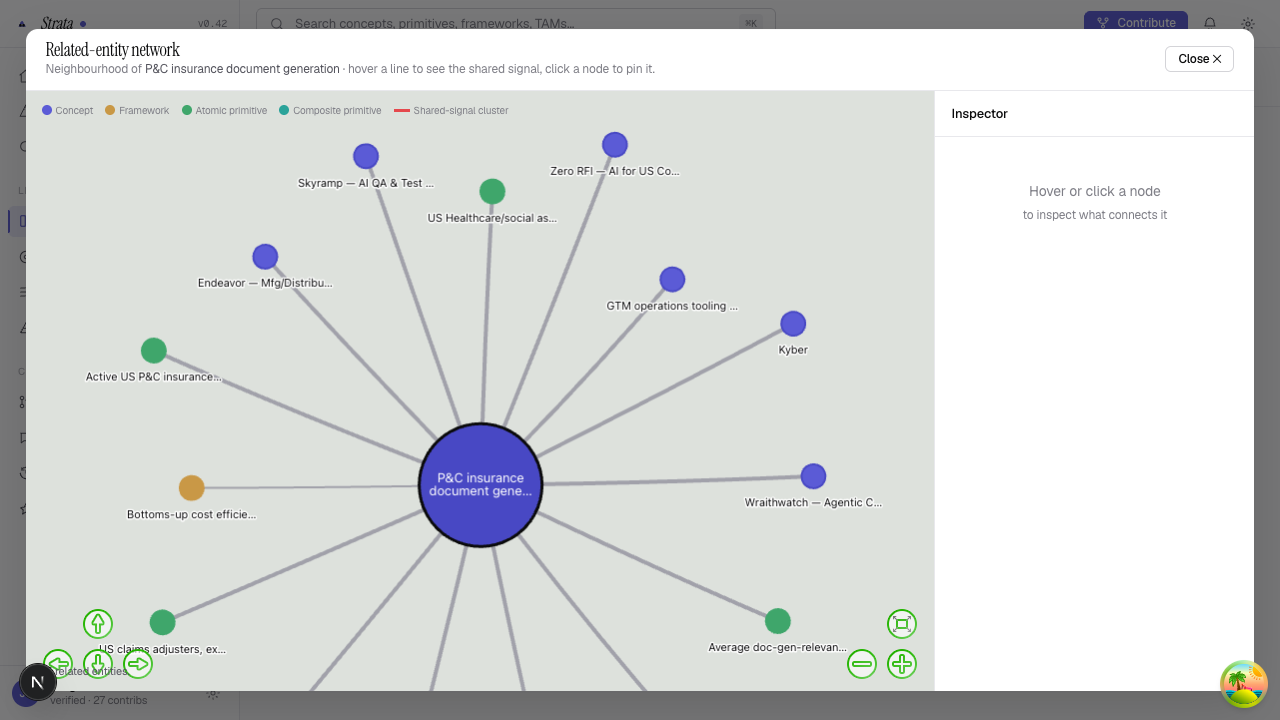 Strata
v0.42
Search concepts, primitives, frameworks, TAMs...
⌘K
Contribute
Related-entity network
Neighbourhood of P&C insurance document generation · hover a line to see the shared signal, click a node to pin it.
Close ×
Concept
Framework
Atomic primitive
Composite primitive
Shared-signal cluster
Inspector
Hover or click a node
to inspect what connects it
Skyramp — AI QA & Test ...
Zero RFI — AI for US Co...
US Healthcare/social as...
Endeavor — Mfg/Distribu...
GTM operations tooling ...
Kyber
Active US P&C insurance...
P&C insurance
document gene...
Wraithwatch — Agentic C...
Bottoms-up cost efficie...
US claims adjusters, ex...
Average doc-gen-relevan...
related entities
N
verified · 27 contribs